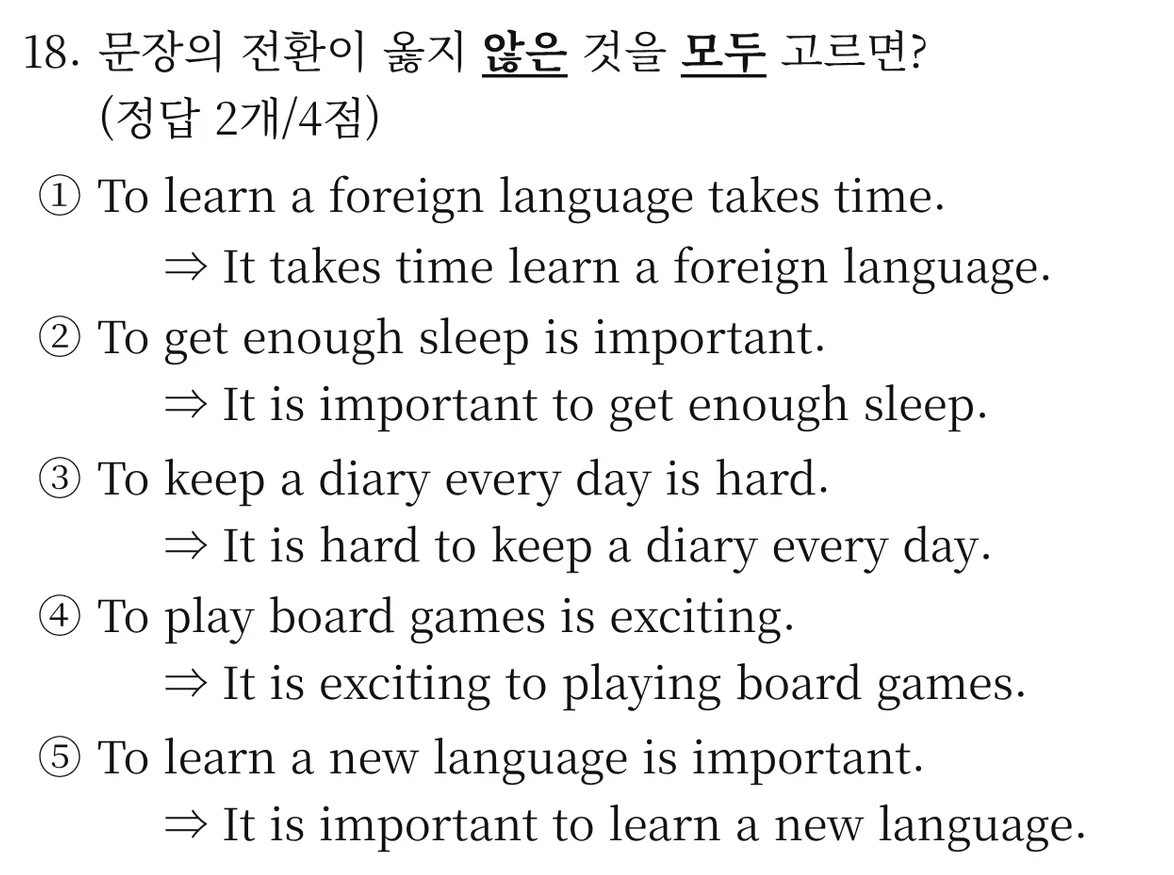 18. 문장의 전환이 옳지 않은 것을 모두 고르면?
(정답 2개/4점)
① To learn a foreign language takes time.
⇒ It takes time learn a foreign language.
② To get enough sleep is important.
⇒ It is important to get enough sleep.
③ To keep a diary every day is hard.
⇒ It is hard to keep a diary every day.
④ To play board games is exciting.
⇒ It is exciting to playing board games.
⑤ To learn a new language is important.
⇒ It is important to learn a new language.